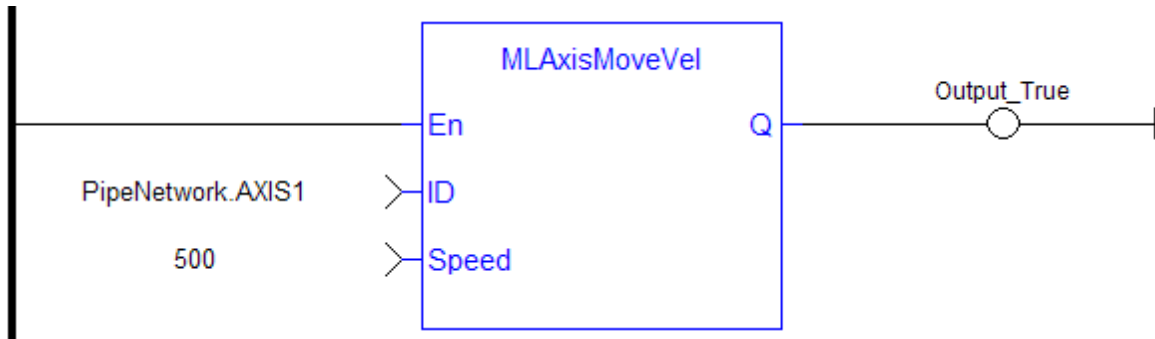 MLAxisMoveVel
Output_True
En
Q
PipeNetwork.AXIS1
ID
500
Speed